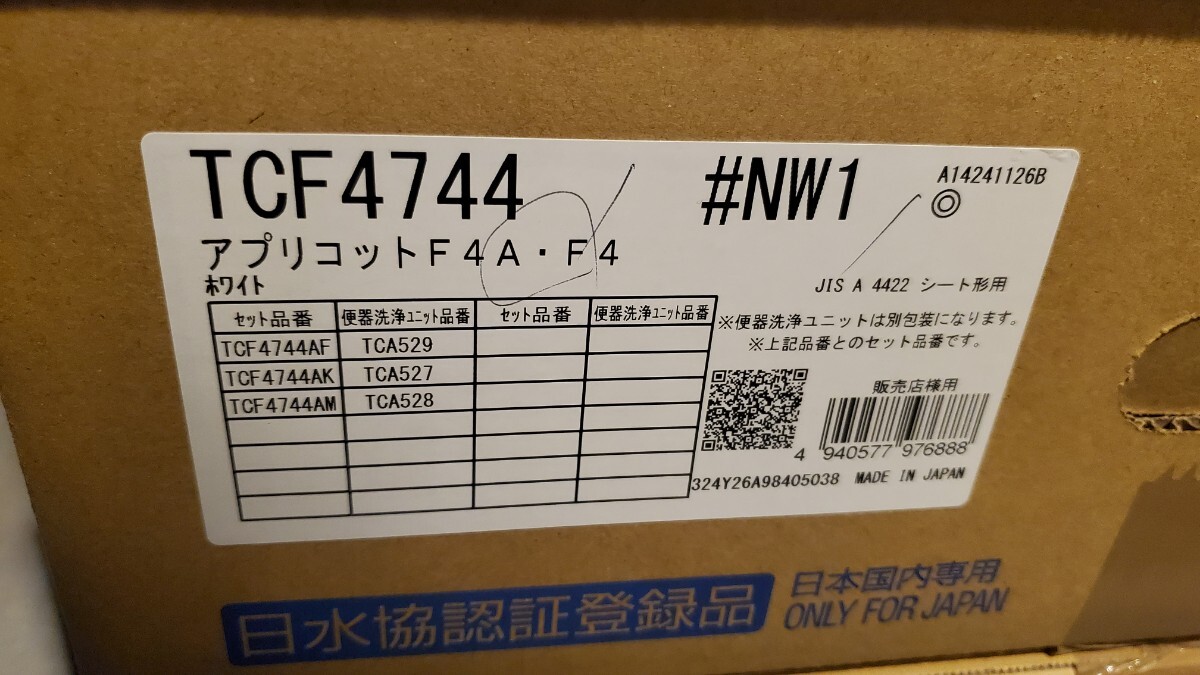 TCF4744 #NW1 A14241126B
アプリコットF4A・F4 ◎
ホワイト
JIS A 4422 シート形用
※便器洗浄ユニットは別包装になります。
※上記品番とのセット品番です。
セット品番 便器洗浄ユニット品番 セット品番 便器洗浄ユニット品番
TCF4744AF TCA529
TCF4744AK TCA527
TCF4744AM TCA528
販売店様用
4 940577 976888
324Y26A98405038 MADE IN JAPAN
日水協認証登録品
日本国内専用
ONLY FOR JAPAN